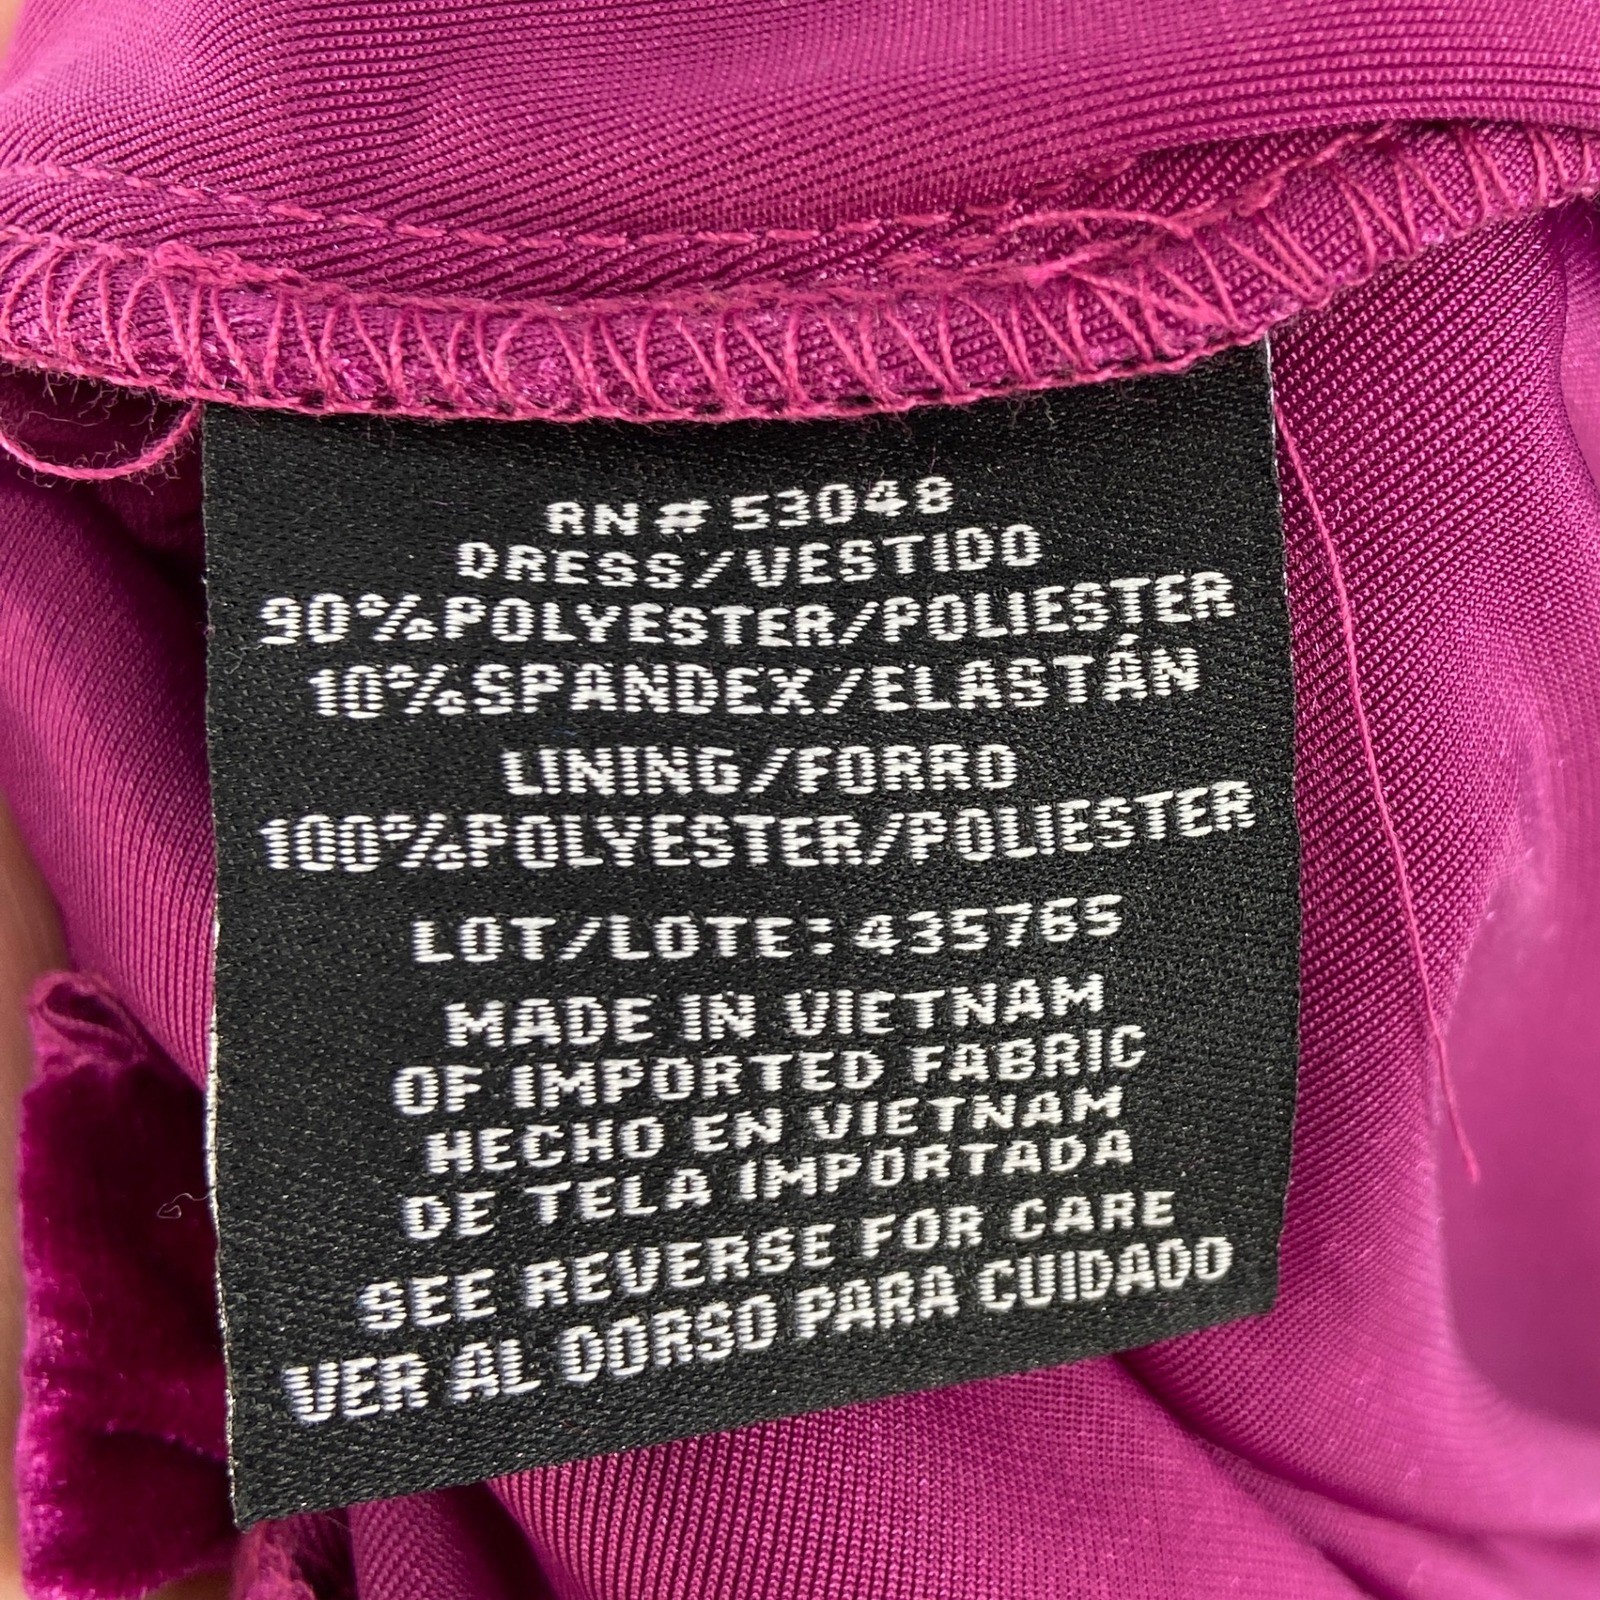 RN# 53048
DRESS/VESTIDO
90%POLYESTER/POLIESTER
10%SPANDEX/ELASTÁN
LINING/FORRO
100%POLYESTER/POLIESTER
LOT/LOTE: 435765
MADE IN VIETNAM
OF IMPORTED FABRIC
HECHO EN VIETNAM
DE TELA IMPORTADA
SEE REVERSE FOR CARE
VER AL DORSO PARA CUIDADO